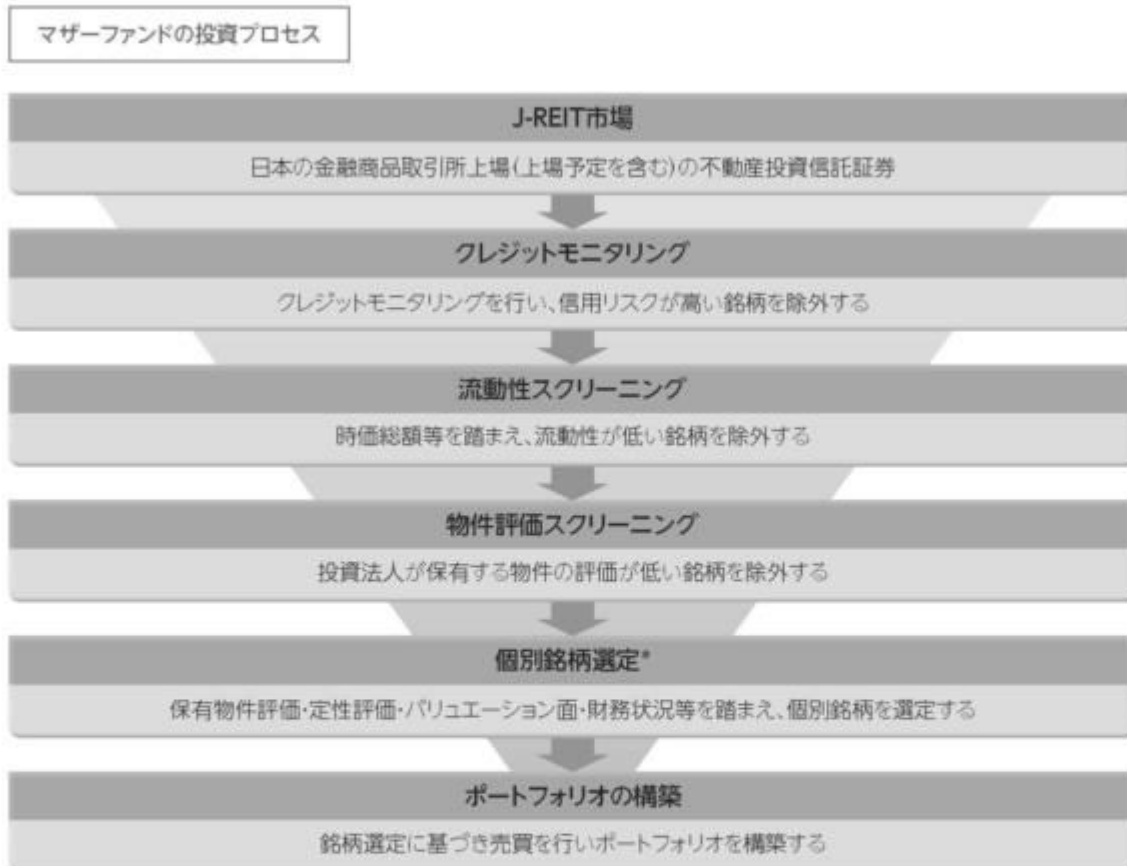 マザーファンドの投資プロセス
J-REIT市場
日本の金融商品取引所上場(上場予定を含む)の不動産投資信託証券
クレジットモニタリング
クレジットモニタリングを行い、信用リスクが高い銘柄を除外する
流動性スクリーニング
時価総額等を踏まえ、流動性が低い銘柄を除外する
物件評価スクリーニング
投資法人が保有する物件の評価が低い銘柄を除外する
個別銘柄選定*
保有物件評価・定性評価・バリュエーション面・財務状況等を踏まえ、個別銘柄を選定する
ポートフォリオの構築
銘柄選定に基づき売買を行いポートフォリオを構築する